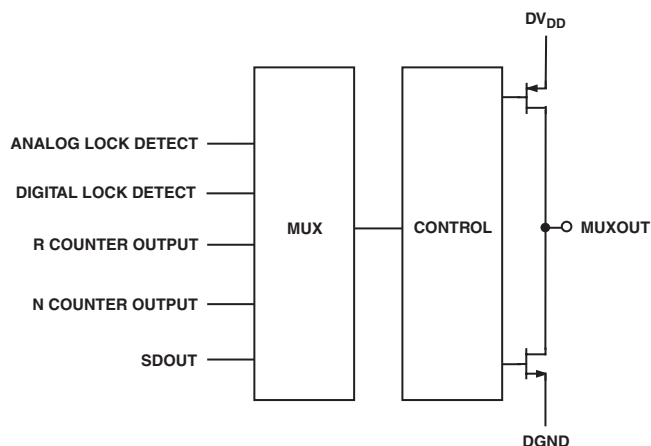 DVDD
ANALOG LOCK DETECT
DIGITAL LOCK DETECT
R COUNTER OUTPUT
MUX
CONTROL
MUXOUT
N COUNTER OUTPUT
SDOUT
DGND